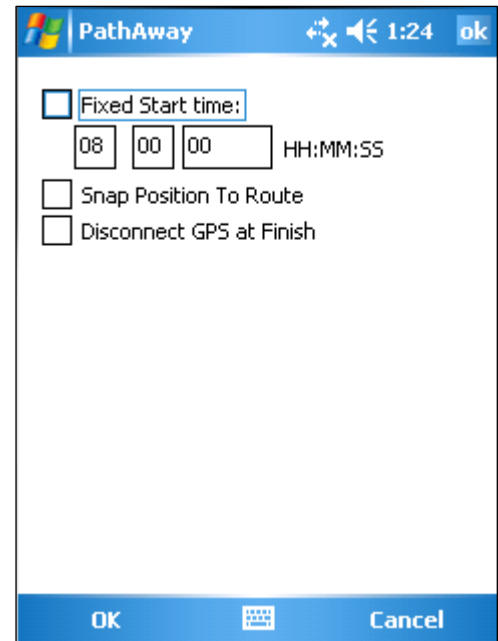 PathAway 1:24 ok
Fixed Start time:
08 00 00 HH:MM:SS
Snap Position To Route
Disconnect GPS at Finish
OK Cancel